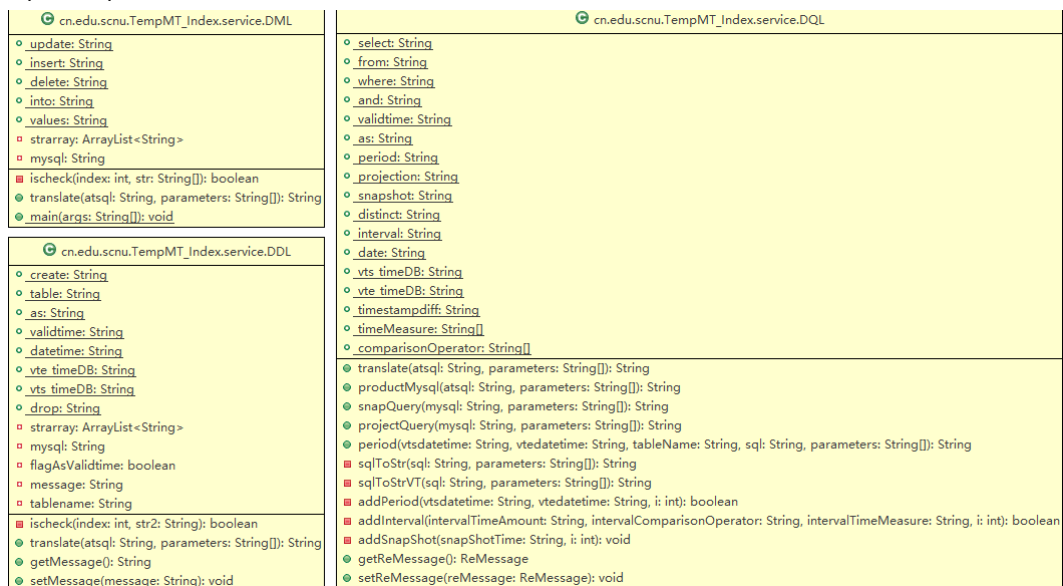 cn.edu.scnu.TempMT_Index.service.DML
update: String
insert: String
delete: String
into: String
values: String
strarray: ArrayList<String>
mysql: String
ischeck(index: int, str: String[]): boolean
translate(atsql: String, parameters: String[]): String
main(args: String[]): void
cn.edu.scnu.TempMT_Index.service.DDL
create: String
table: String
as: String
validtime: String
datetime: String
vte timeDB: String
vts timeDB: String
drop: String
strarray: ArrayList<String>
mysql: String
flagAsValidtime: boolean
message: String
tablename: String
ischeck(index: int, str2: String): boolean
translate(atsql: String, parameters: String[]): String
getMessage(): String
setMessage(message: String): void
cn.edu.scnu.TempMT_Index.service.DQL
select: String
from: String
where: String
and: String
validtime: String
as: String
period: String
projection: String
snapshot: String
distinct: String
interval: String
date: String
vts timeDB: String
vte timeDB: String
timestampdiff: String
timeMeasure: String[]
comparisonOperator: String[]
translate(atsql: String, parameters: String[]): String
productMysql(atsql: String, parameters: String[]): String
snapQuery(mysql: String, parameters: String[]): String
projectQuery(mysql: String, parameters: String[]): String
period(vtsdatetime: String, vtedatetime: String, tableName: String, sql: String, parameters: String[]): String
sqlToStr(sql: String, parameters: String[]): String
sqlToStrVT(sql: String, parameters: String[]): String
addPeriod(vtsdatetime: String, vtedatetime: String, i: int): boolean
addInterval(intervalTimeAmount: String, intervalComparisonOperator: String, intervalTimeMeasure: String, i: int): boolean
addSnapShot(snapShotTime: String, i: int): void
getReMessage(): ReMessage
setReMessage(reMessage: ReMessage): void